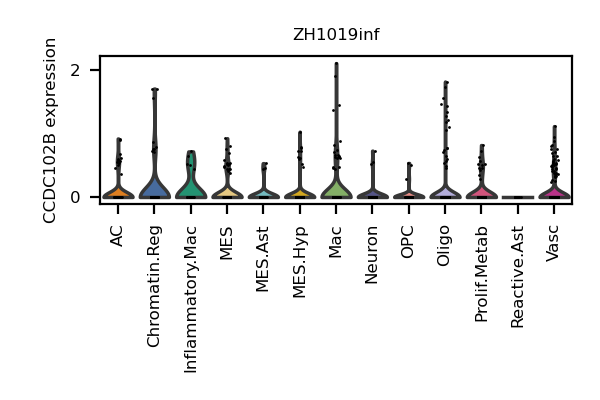 ZH1019inf
CCDC102B expression
2
0
AC
Chromatin.Reg
Inflammatory.Mac
MES
MES.Ast
MES.Hyp
Mac
Neuron
OPC
Oligo
Prolif.Metab
Reactive.Ast
Vasc